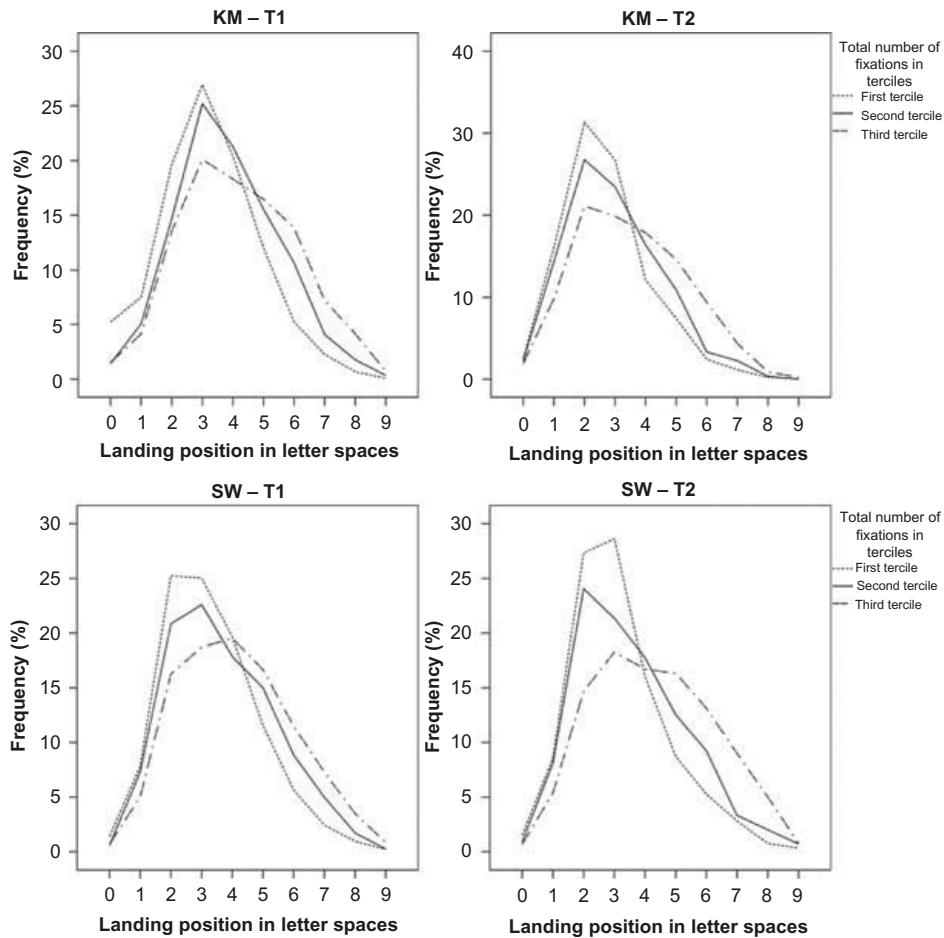 KM – T1
30
25
20
15
10
5
0
Frequency (%)
0 1 2 3 4 5 6 7 8 9
Landing position in letter spaces
KM – T2
40
30
20
10
0
Frequency (%)
0 1 2 3 4 5 6 7 8 9
Landing position in letter spaces
Total number of
fixations in
terciles
First tercile
Second tercile
Third tercile
SW – T1
30
25
20
15
10
5
0
Frequency (%)
0 1 2 3 4 5 6 7 8 9
Landing position in letter spaces
SW – T2
30
25
20
15
10
5
0
Frequency (%)
0 1 2 3 4 5 6 7 8 9
Landing position in letter spaces
Total number of
fixations in
terciles
First tercile
Second tercile
Third tercile